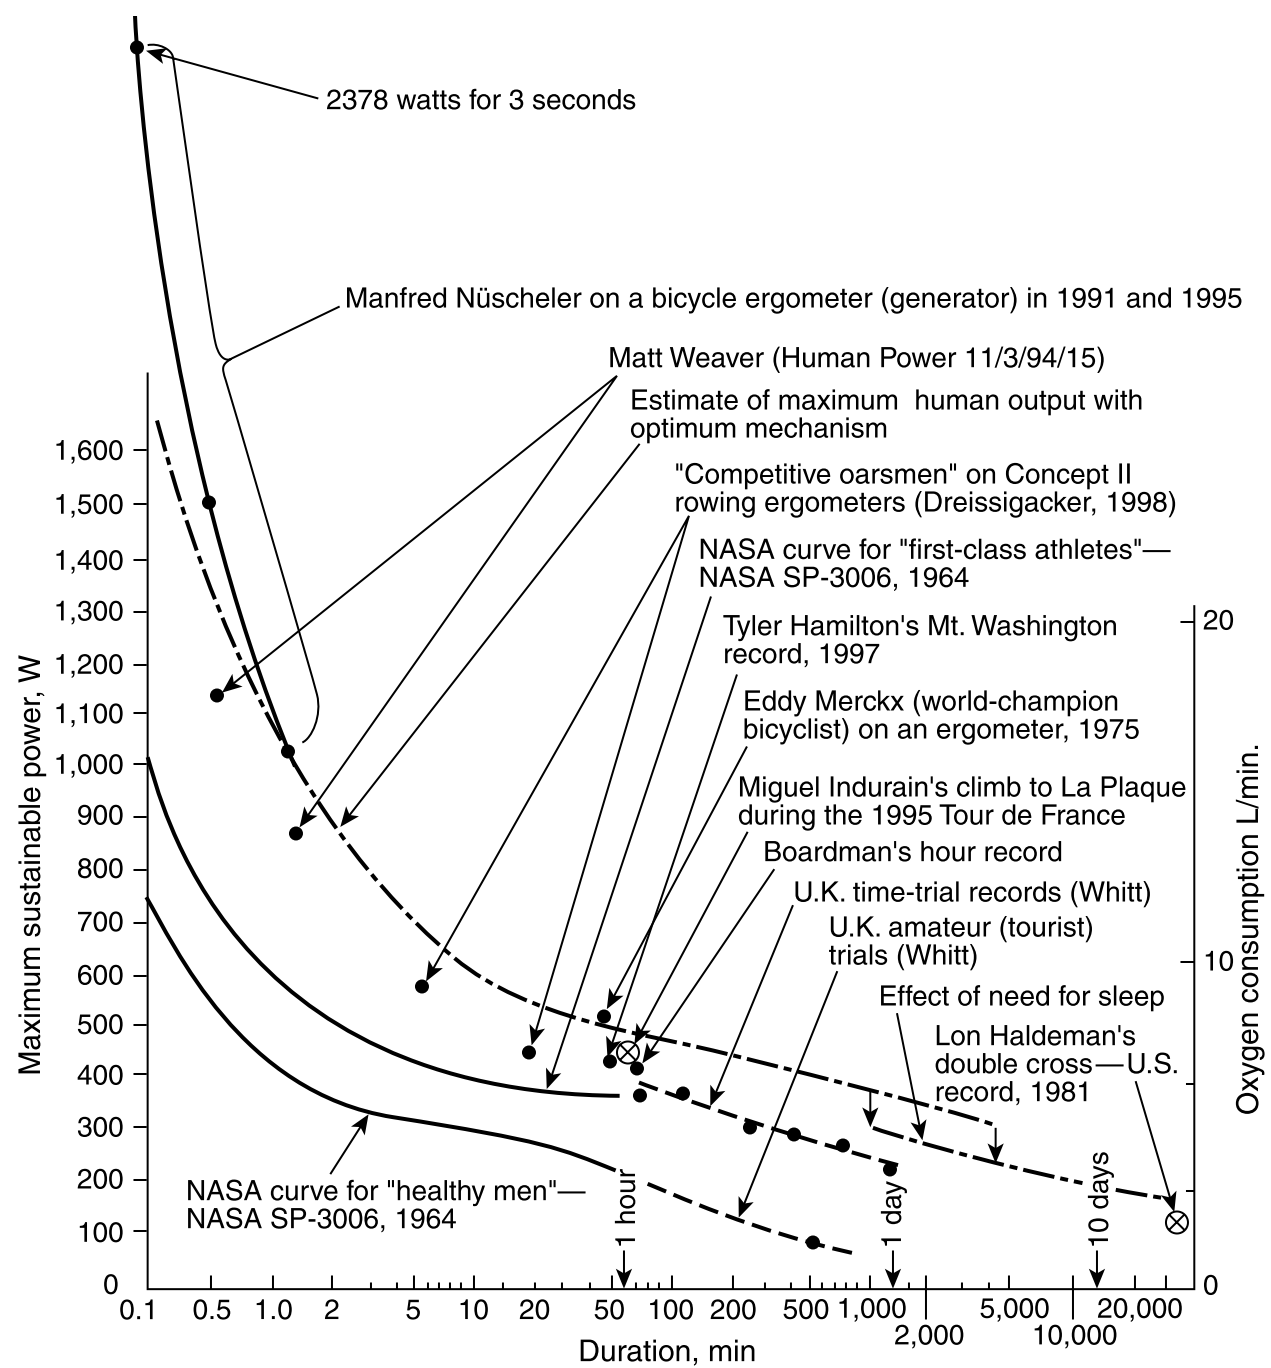 2378 watts for 3 seconds
Manfred Nüscheler on a bicycle ergometer (generator) in 1991 and 1995
Matt Weaver (Human Power 11/3/94/15)
Estimate of maximum human output with
optimum mechanism
"Competitive oarsmen" on Concept II
rowing ergometers (Dreissigacker, 1998)
NASA curve for "first-class athletes"—
NASA SP-3006, 1964
Tyler Hamilton's Mt. Washington
record, 1997
Eddy Merckx (world-champion
bicyclist) on an ergometer, 1975
Miguel Indurain's climb to La Plaque
during the 1995 Tour de France
Boardman's hour record
U.K. time-trial records (Whitt)
U.K. amateur (tourist)
trials (Whitt)
Effect of need for sleep
Lon Haldeman's
double cross—U.S.
record, 1981
NASA curve for "healthy men"—
NASA SP-3006, 1964
1 hour
1 day
10 days
Maximum sustainable power, W
1,600
1,500
1,400
1,300
1,200
1,100
1,000
900
800
700
600
500
400
300
200
100
0
20
10
0
Oxygen consumption L/min.
0.1 0.5 1.0 2 5 10 20 50 100 200 500 1,000 5,000 20,000
2,000 10,000
Duration, min